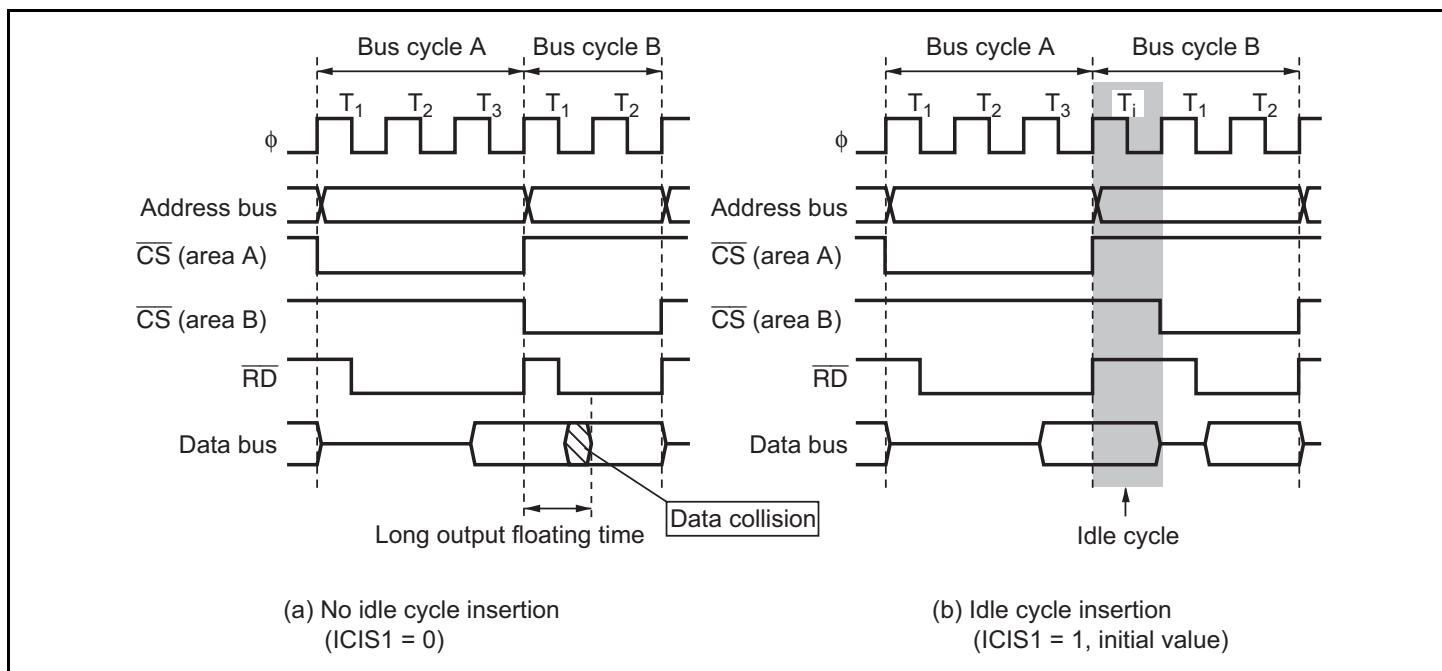 Bus cycle A
Bus cycle B
T1 T2 T3 T1 T2
ϕ
Address bus
CS (area A)
CS (area B)
RD
Data bus
Data collision
Long output floating time
(a) No idle cycle insertion
(ICIS1 = 0)
Bus cycle A
Bus cycle B
T1 T2 T3 Ti T1 T2
ϕ
Address bus
CS (area A)
CS (area B)
RD
Data bus
Idle cycle
(b) Idle cycle insertion
(ICIS1 = 1, initial value)